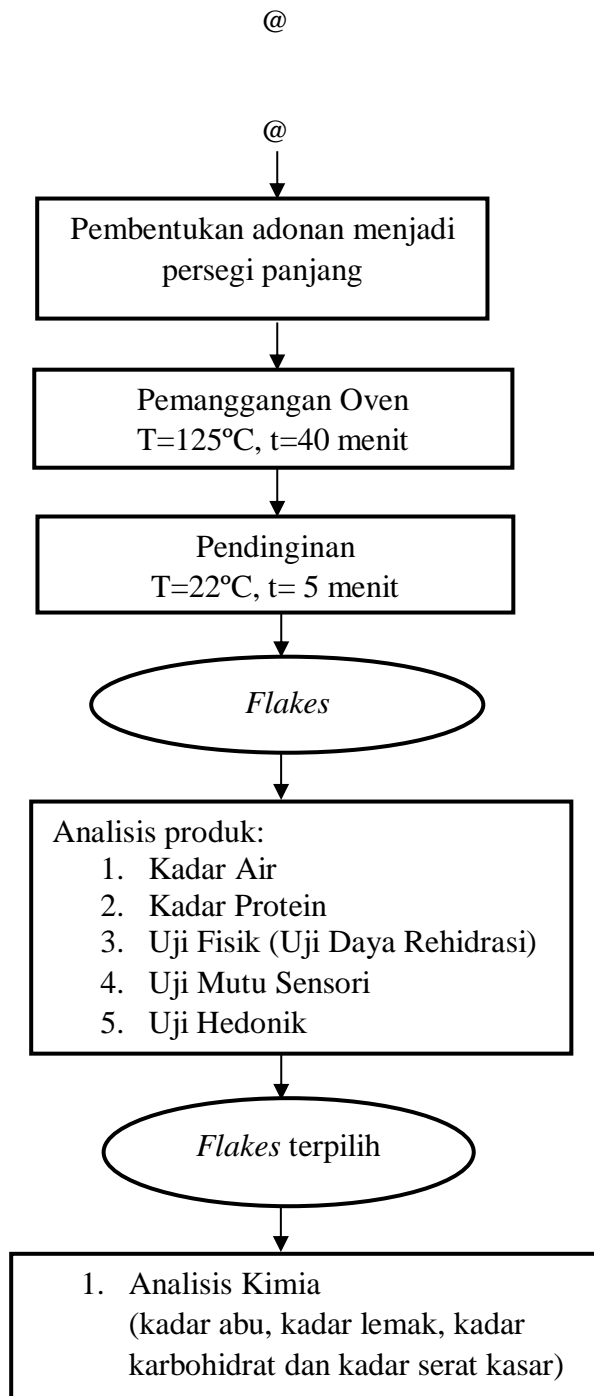 @
@
Pembentukan adonan menjadi
persegi panjang
Pemanggangan Oven
T=125ºC, t=40 menit
Pendinginan
T=22ºC, t= 5 menit
Flakes
Analisis produk:
1. Kadar Air
2. Kadar Protein
3. Uji Fisik (Uji Daya Rehidrasi)
4. Uji Mutu Sensori
5. Uji Hedonik
Flakes terpilih
1. Analisis Kimia
(kadar abu, kadar lemak, kadar
karbohidrat dan kadar serat kasar)